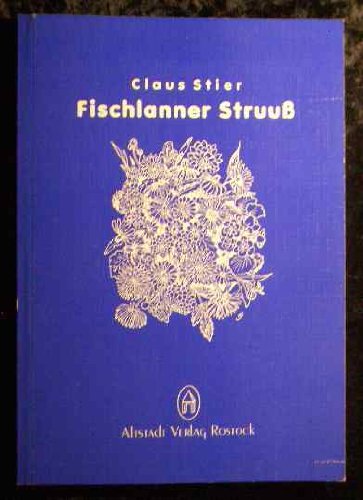 Claus Stier
Fischlanner Struuß
Altstadt Verlag Rostock